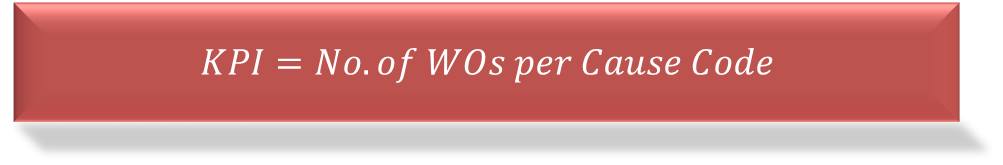 KPI = No. of WOs per Cause Code